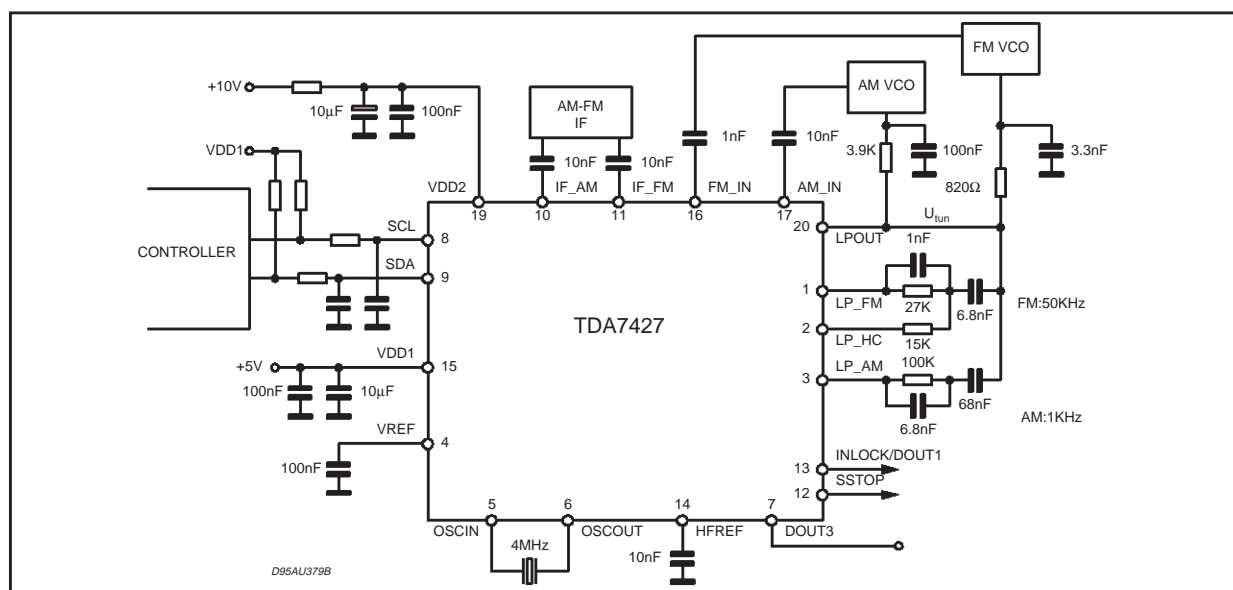 FM VCO
+10V
10µF
100nF
AM-FM
IF
AM VCO
1nF
10nF
3.9K
100nF
3.3nF
VDD1
10nF
10nF
820Ω
VDD2
IF_AM
IF_FM
FM_IN
AM_IN
19
10
11
16
17
20
LPOUT
Utun
CONTROLLER
SCL
8
SDA
9
1nF
1
LP_FM
27K
6.8nF
FM:50KHz
TDA7427
2
LP_HC
15K
+5V
VDD1
15
LP_AM
100K
3
100nF
10µF
68nF
6.8nF
AM:1KHz
VREF
4
100nF
13
INLOCK/DOUT1
12
SSTOP
5
6
14
7
OSCIN
OSCOUT
HFREF
DOUT3
4MHz
10nF
D95AU379B